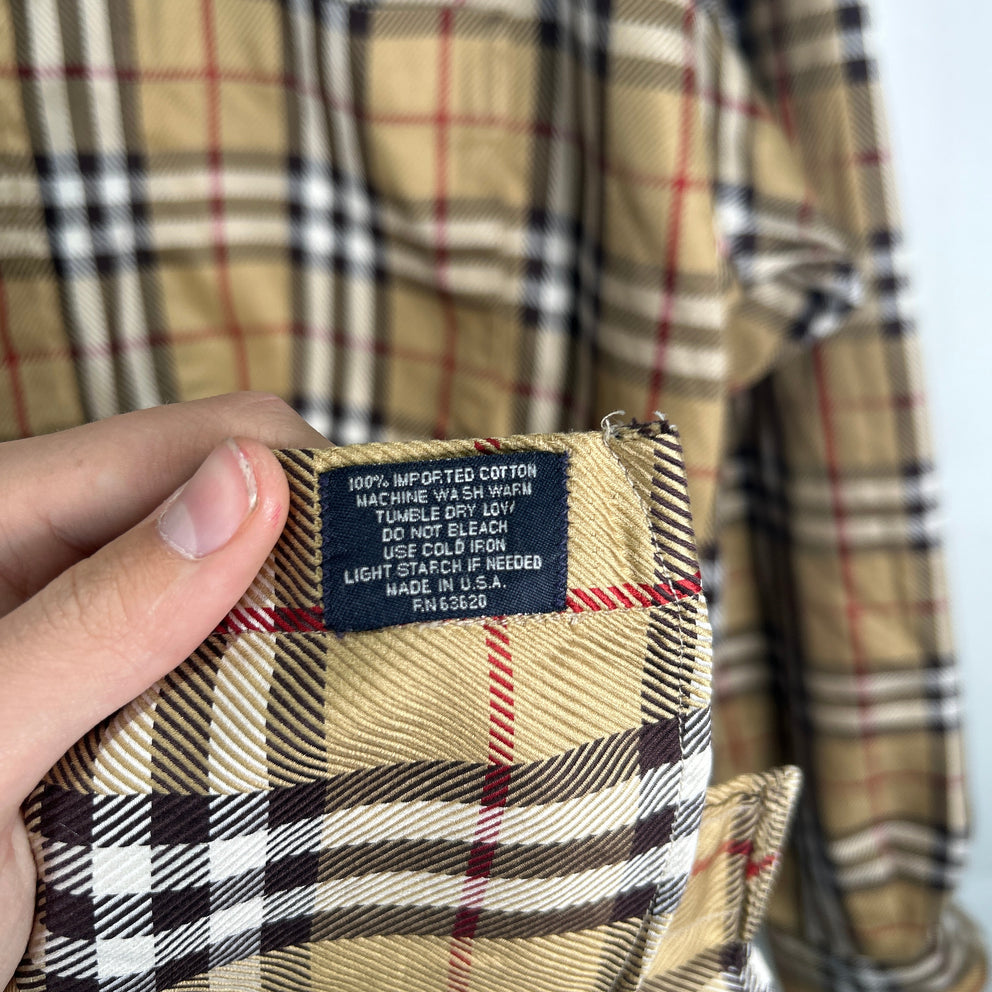 100% IMPORTED COTTON
MACHINE WASH WARM
TUMBLE DRY LOW
DO NOT BLEACH
USE COLD IRON
LIGHT STARCH IF NEEDED
MADE IN U.S.A.
RN 63620